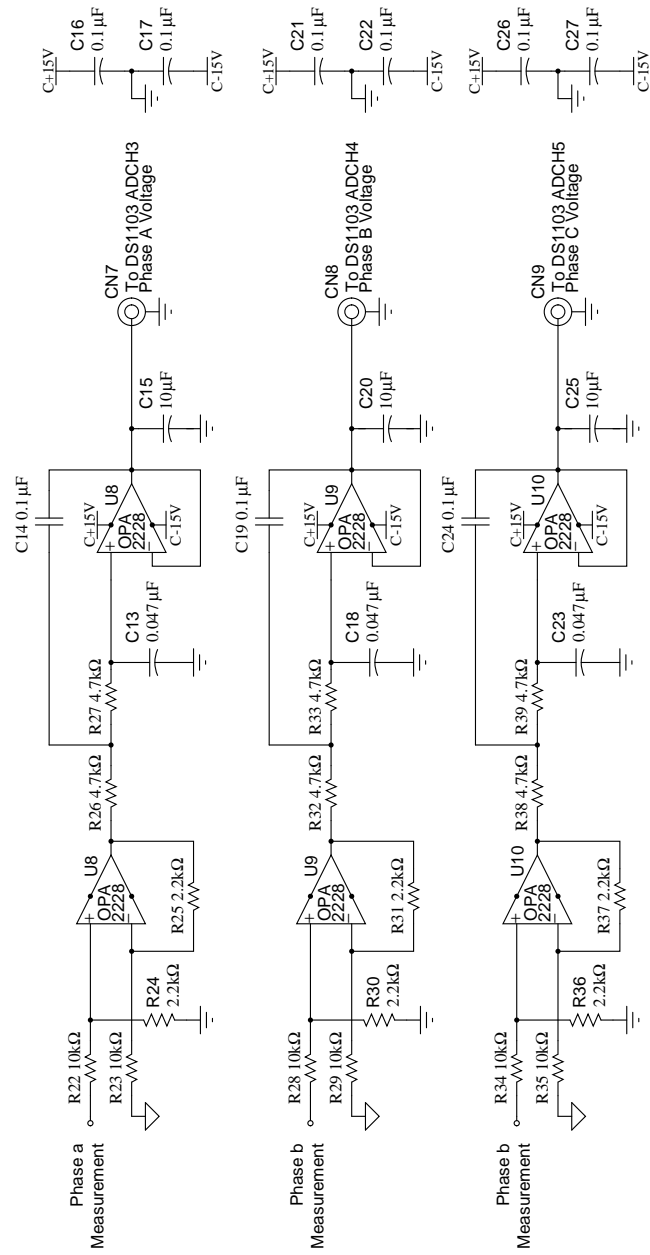 Phase a
Measurement
R22 10kΩ
R23 10kΩ
R24
2.2kΩ
+
OPA
2228
−
U8
R25 2.2kΩ
R26 4.7kΩ
R27 4.7kΩ
C13
0.047µF
C14 0.1µF
C+15V
+
OPA
2228
−
C-15V
U8
C15
10µF
CN7
To DS1103 ADCH3
Phase A Voltage
C+15V
C16
0.1µF
C17
0.1µF
C-15V
Phase b
Measurement
R28 10kΩ
R29 10kΩ
R30
2.2kΩ
+
OPA
2228
−
U9
R31 2.2kΩ
R32 4.7kΩ
R33 4.7kΩ
C18
0.047µF
C19 0.1µF
C+15V
+
OPA
2228
−
C-15V
U9
C20
10µF
CN8
To DS1103 ADCH4
Phase B Voltage
C+15V
C21
0.1µF
C22
0.1µF
C-15V
Phase b
Measurement
R34 10kΩ
R35 10kΩ
R36
2.2kΩ
+
OPA
2228
−
U10
R37 2.2kΩ
R38 4.7kΩ
R39 4.7kΩ
C23
0.047µF
C24 0.1µF
C+15V
+
OPA
2228
−
C-15V
U10
C25
10µF
CN9
To DS1103 ADCH5
Phase C Voltage
C+15V
C26
0.1µF
C27
0.1µF
C-15V